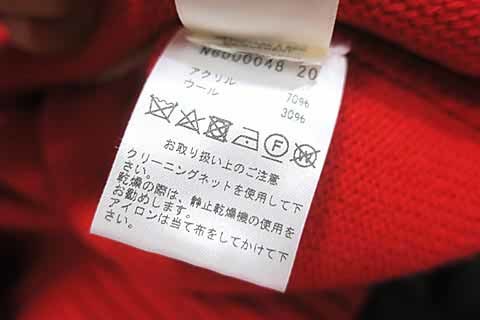 N6000048 20
アクリル 70%
ウール 30%
F W
お取り扱い上のご注意
クリーニングネットを使用して下
さい。
乾燥の際は、静止乾燥機の使用を
お勧めします。
アイロンは当て布をしてかけて下
さい。